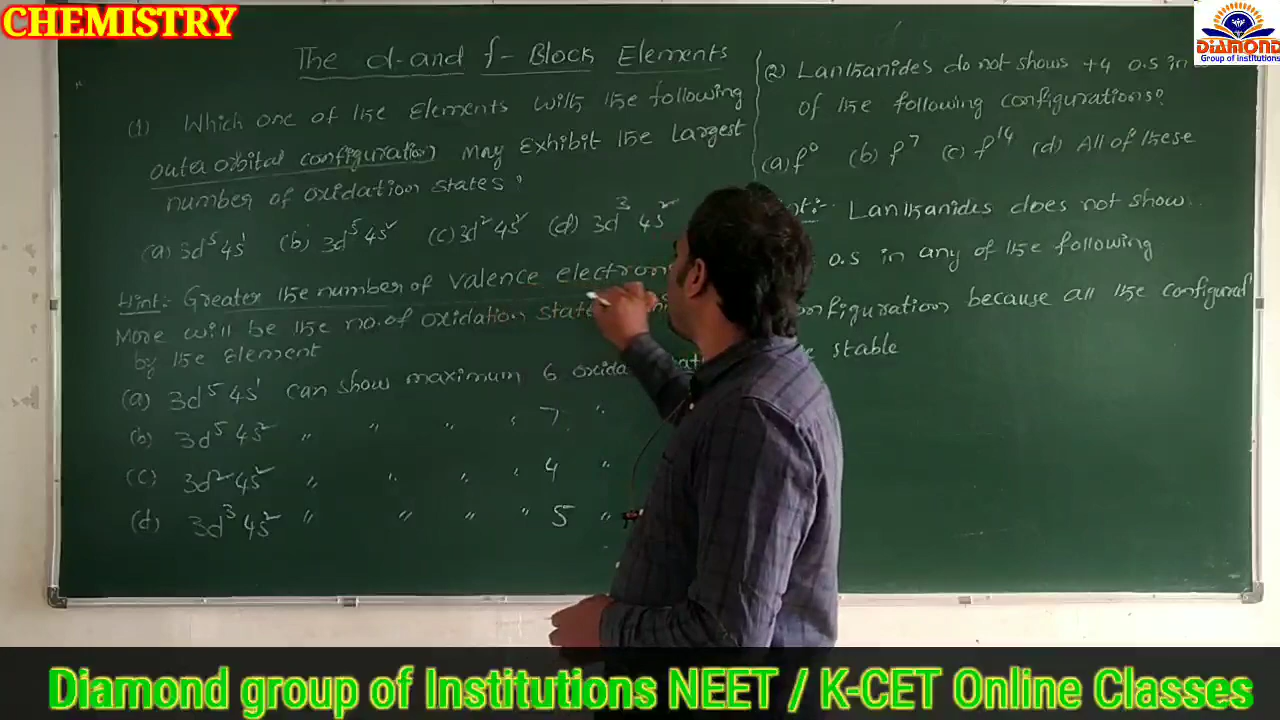 CHEMISTRY
DIAMOND
Group of Institutions
The d-and f-Block Elements
(1) Which one of the Elements with the following
outer orbital configuration may Exhibit the Largest
number of oxidation states?
(a) 3d⁵ 4s¹ (b) 3d⁵ 4s² (c) 3d² 4s² (d) 3d³ 4s²
Hint:- Greater the number of valence electrons
More will be the no. of oxidation
by the Element
(a) 3d⁵ 4s¹ can show maximum 6
(b) 3d⁵ 4s² " " " " 7 "
(c) 3d² 4s² " " " " 4 "
(d) 3d³ 4s² " " " " 5 "
(2) Lanthanides do not shows +4 O.S in
of the following configurations?
(a) f⁰ (b) f⁷ (c) f¹⁴ (d) All of these
Lanthanides does not show
O.S in any of the following
because all the
stable
Diamond group of Institutions NEET / K-CET Online Classes